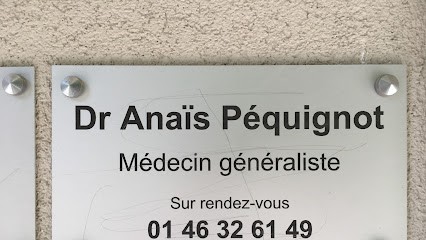 Dr Anaïs Péquignot
Médecin généraliste
Sur rendez-vous
01 46 32 61 49